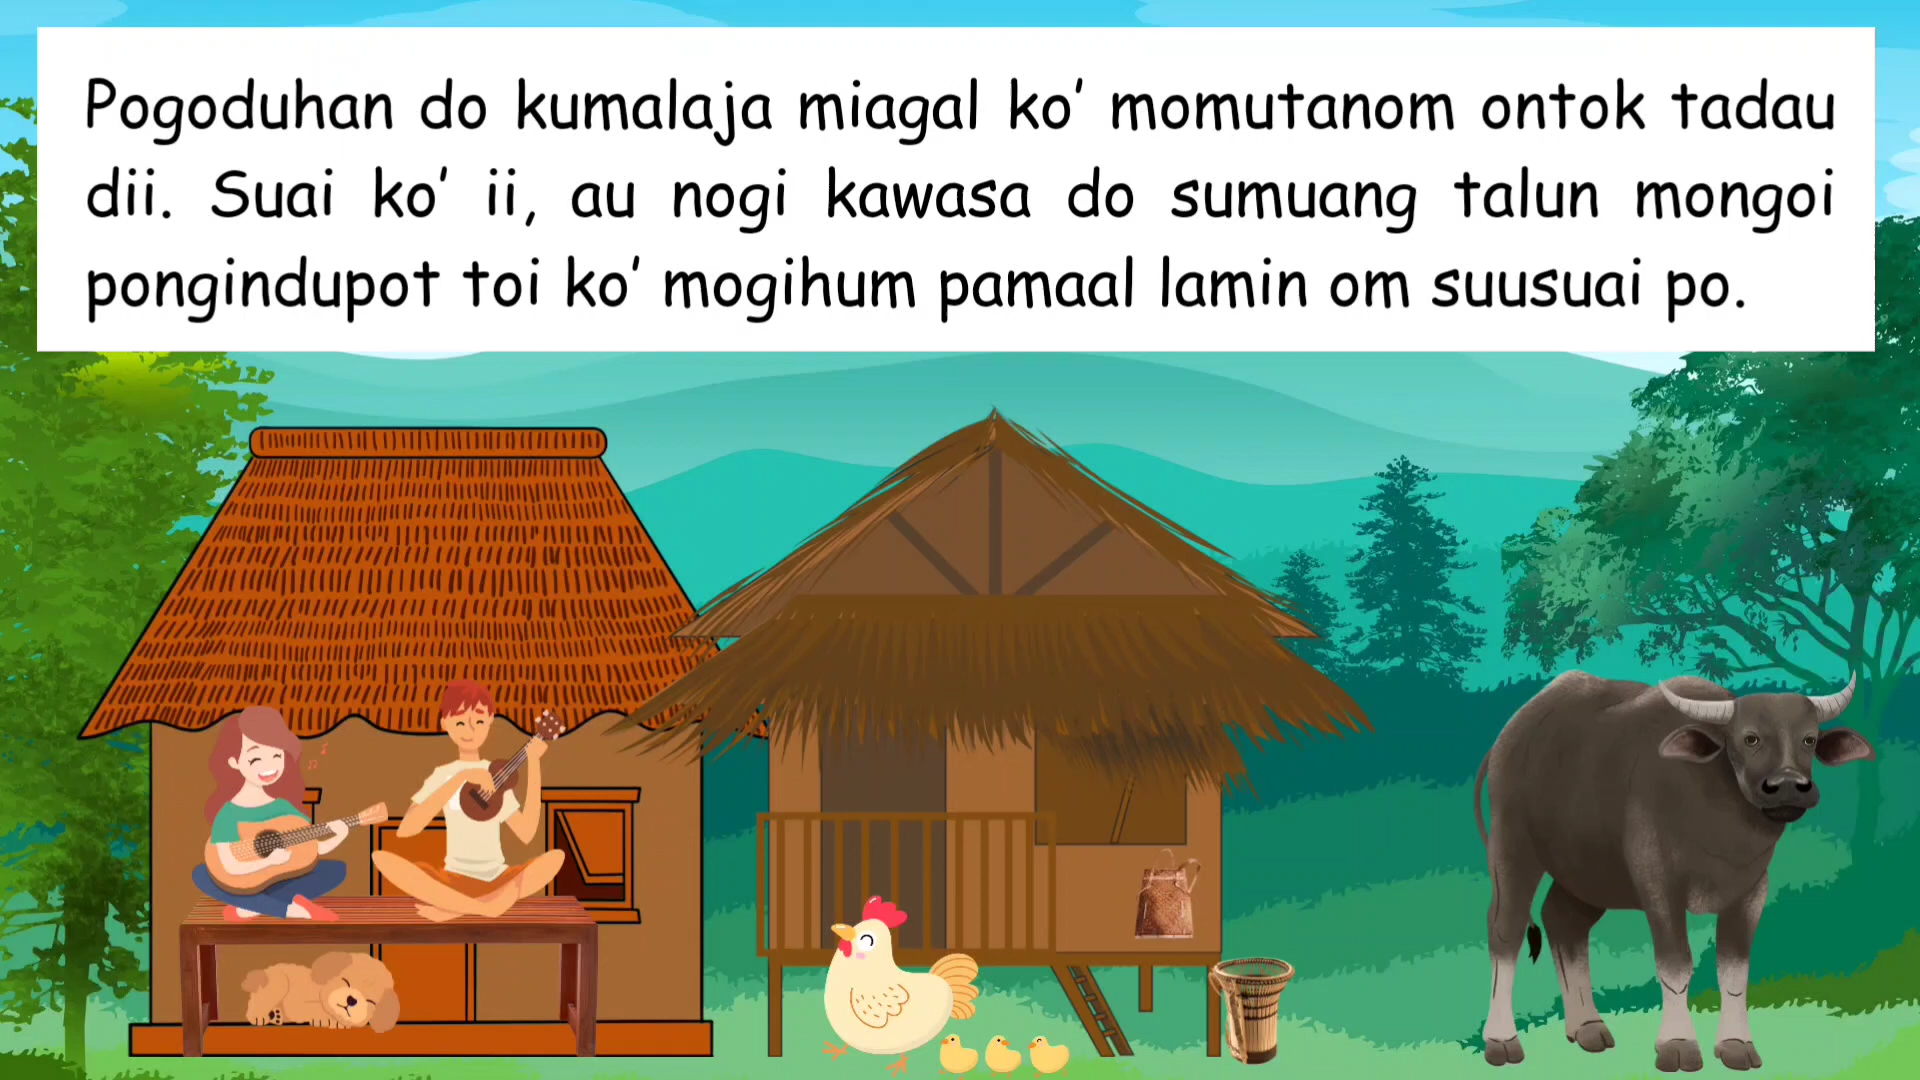 Pogoduhan do kumalaja miagal ko' momutanom ontok tadau
dii. Suai ko' ii, au nogi kawasa do sumuang talun mongoi
pongindupot toi ko' mogihum pamaal lamin om suusuai po.